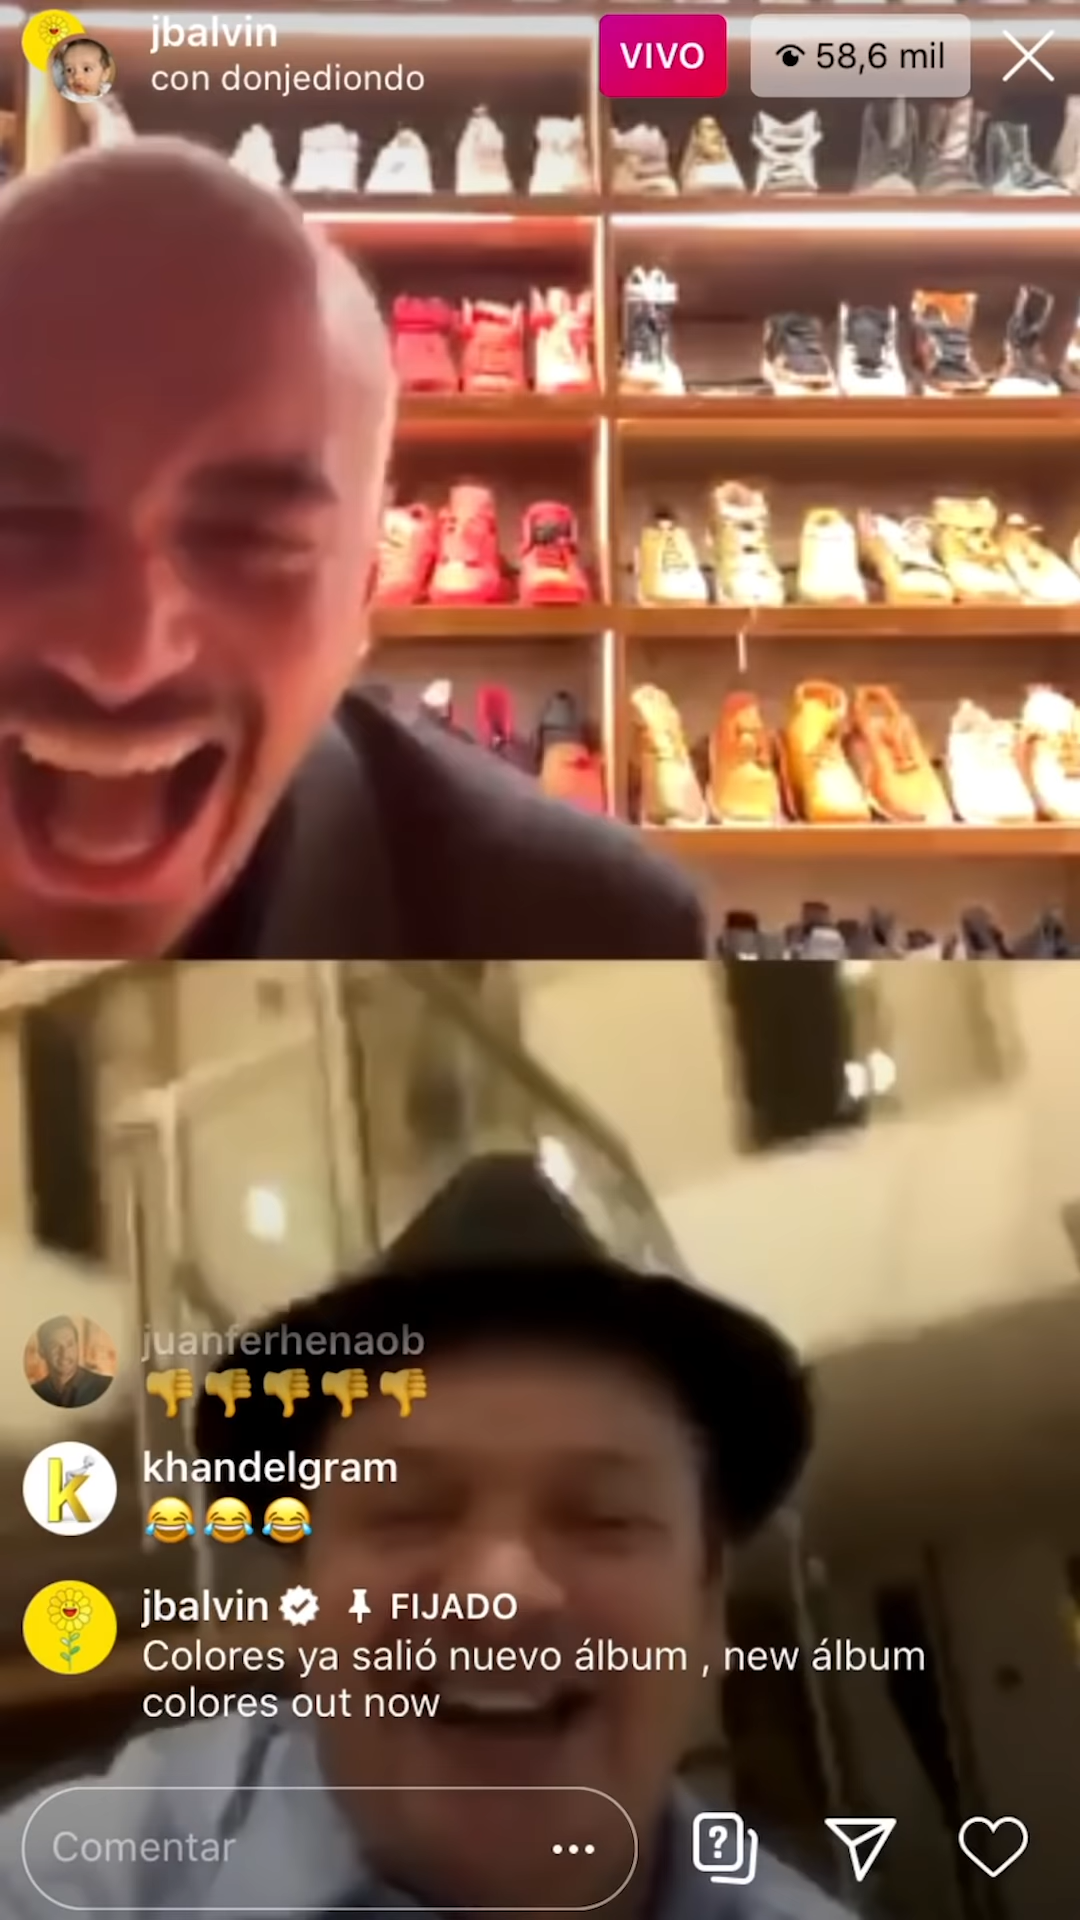 jbalvin
con donjediondo
VIVO
58,6 mil
juanferhenaob
👎👎👎👎👎
khandelgram
😂😂😂
jbalvin FIJADO
Colores ya salió nuevo álbum , new álbum
colores out now
Comentar